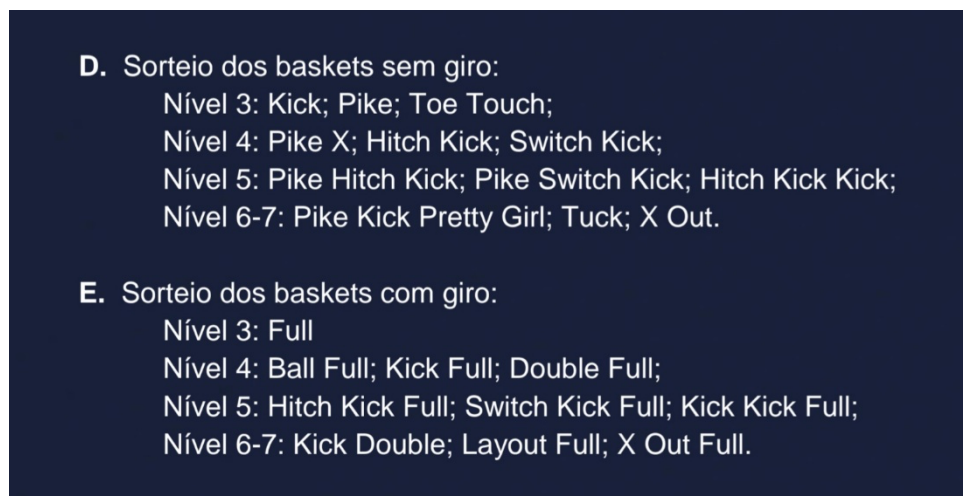 D. Sorteio dos baskets sem giro:
Nível 3: Kick; Pike; Toe Touch;
Nível 4: Pike X; Hitch Kick; Switch Kick;
Nível 5: Pike Hitch Kick; Pike Switch Kick; Hitch Kick Kick;
Nível 6-7: Pike Kick Pretty Girl; Tuck; X Out.
E. Sorteio dos baskets com giro:
Nível 3: Full
Nível 4: Ball Full; Kick Full; Double Full;
Nível 5: Hitch Kick Full; Switch Kick Full; Kick Kick Full;
Nível 6-7: Kick Double; Layout Full; X Out Full.